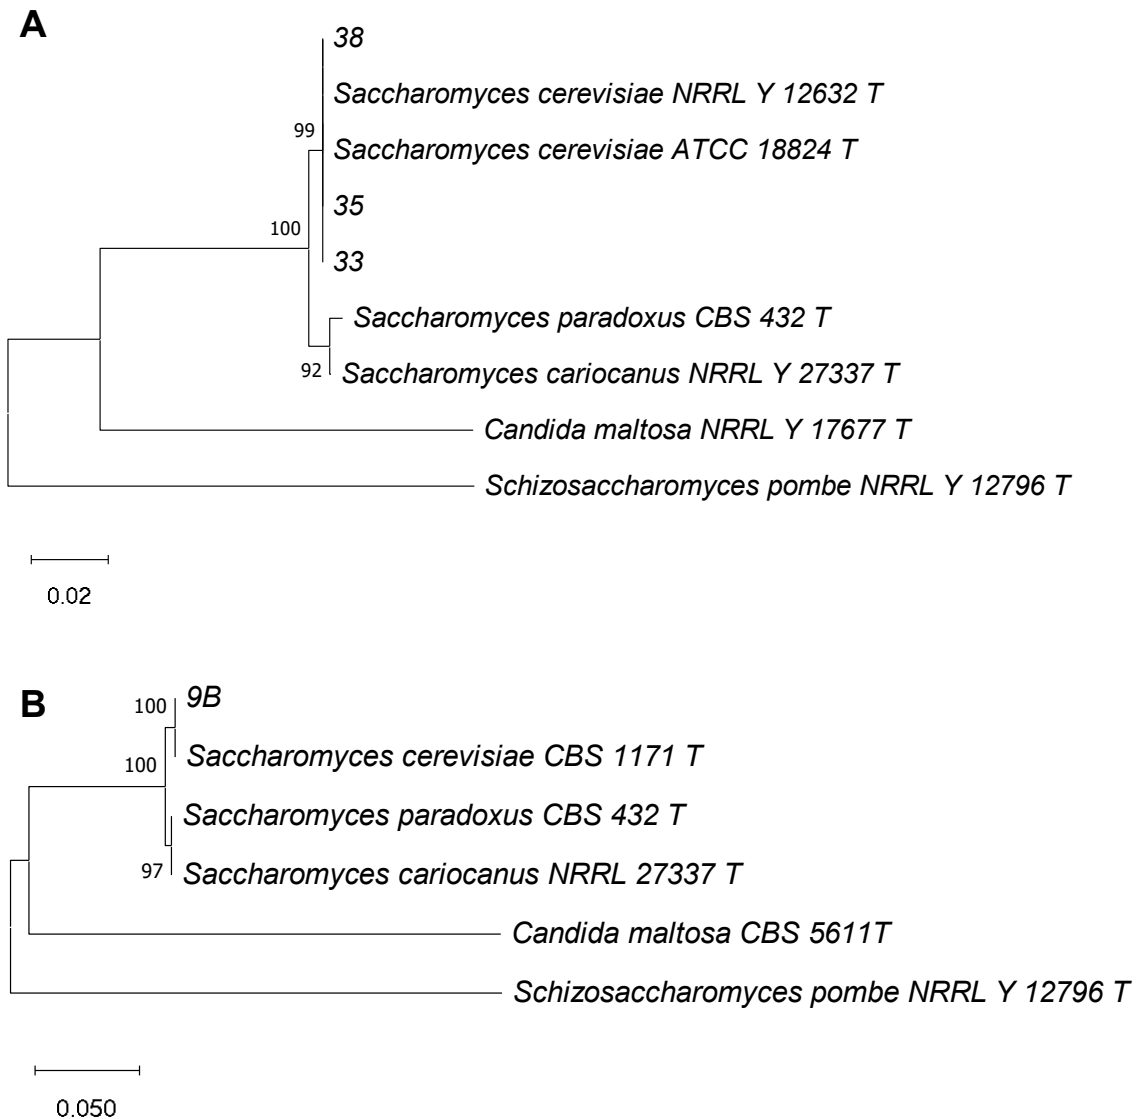 A
38
Saccharomyces cerevisiae NRRL Y 12632 T
99
Saccharomyces cerevisiae ATCC 18824 T
35
100
33
Saccharomyces paradoxus CBS 432 T
92
Saccharomyces cariocanus NRRL Y 27337 T
Candida maltosa NRRL Y 17677 T
Schizosaccharomyces pombe NRRL Y 12796 T
0.02
B
100
9B
Saccharomyces cerevisiae CBS 1171 T
100
Saccharomyces paradoxus CBS 432 T
97
Saccharomyces cariocanus NRRL 27337 T
Candida maltosa CBS 5611T
Schizosaccharomyces pombe NRRL Y 12796 T
0.050